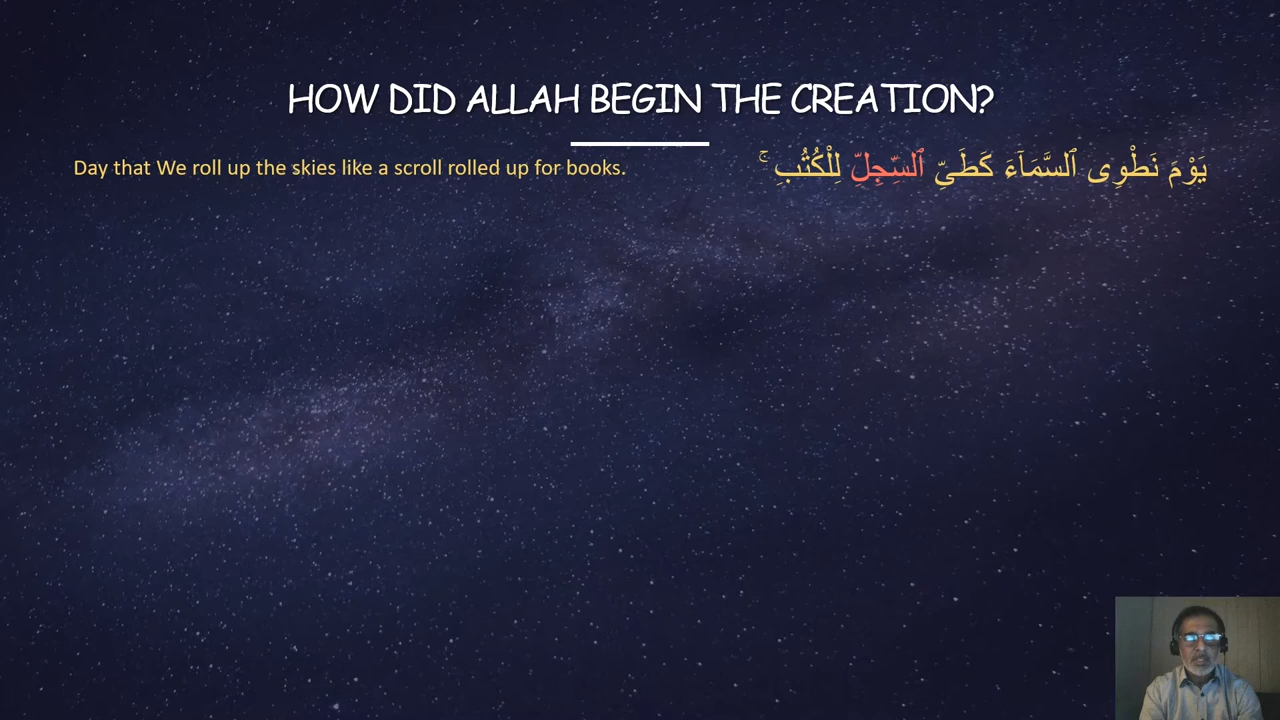 HOW DID ALLAH BEGIN THE CREATION?
Day that We roll up the skies like a scroll rolled up for books.
يَوْمَ نَطْوِى ٱلسَّمَآءَ كَطَىِّ ٱلسِّجِلِّ لِلْكُتُبِ ۚ